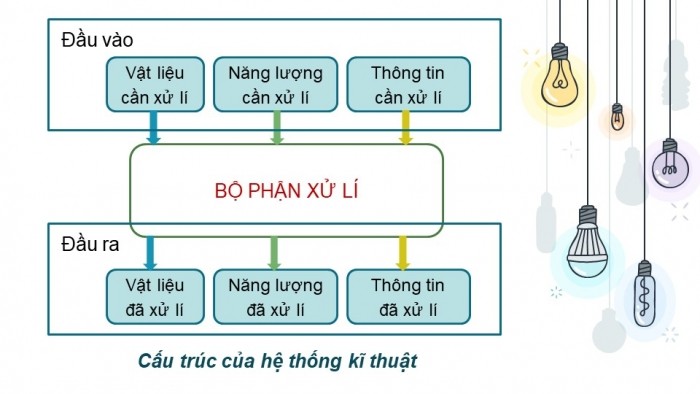 Đầu vào
Vật liệu
cần xử lí
Năng lượng
cần xử lí
Thông tin
cần xử lí
BỘ PHẬN XỬ LÍ
Đầu ra
Vật liệu
đã xử lí
Năng lượng
đã xử lí
Thông tin
đã xử lí
Cấu trúc của hệ thống kĩ thuật